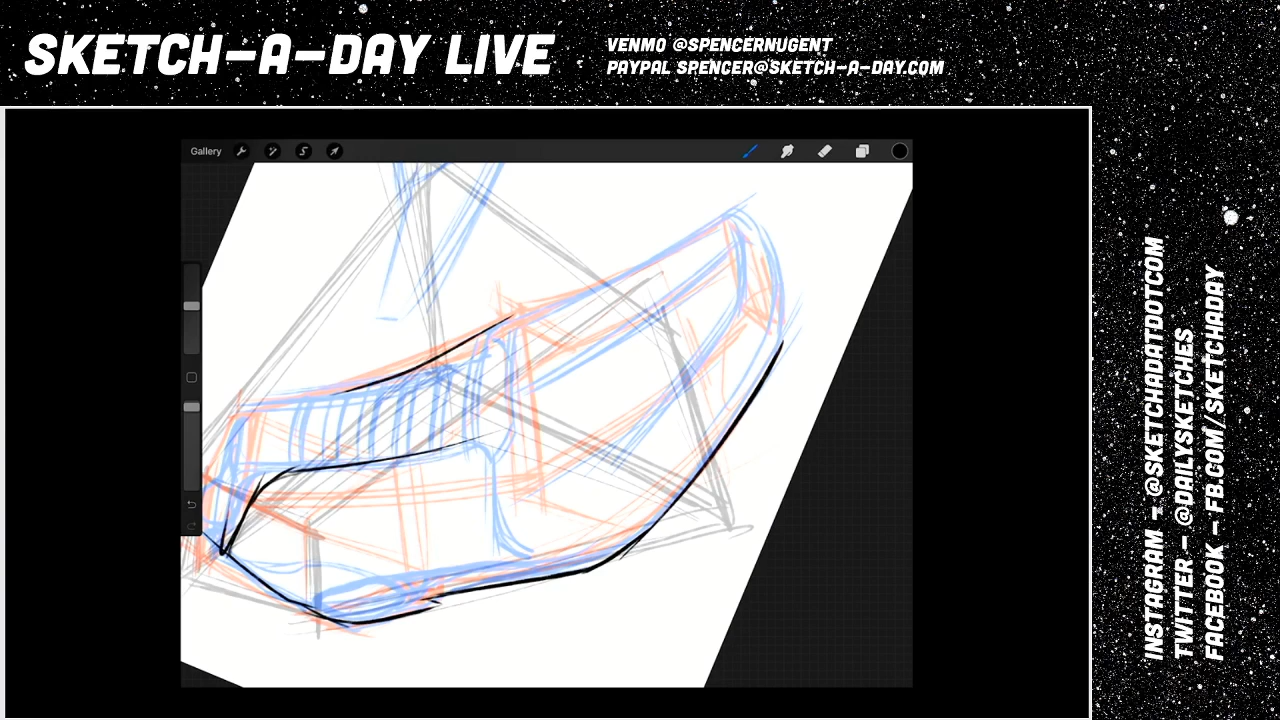 SKETCH-A-DAY LIVE
VENMO @SPENCERNUGENT
PAYPAL SPENCER@SKETCH-A-DAY.COM
Gallery
INSTAGRAM - @SKETCHADAYDOTCOM
TWITTER - @DAILYSKETCHES
FACEBOOK - FB.COM/SKETCHADAY